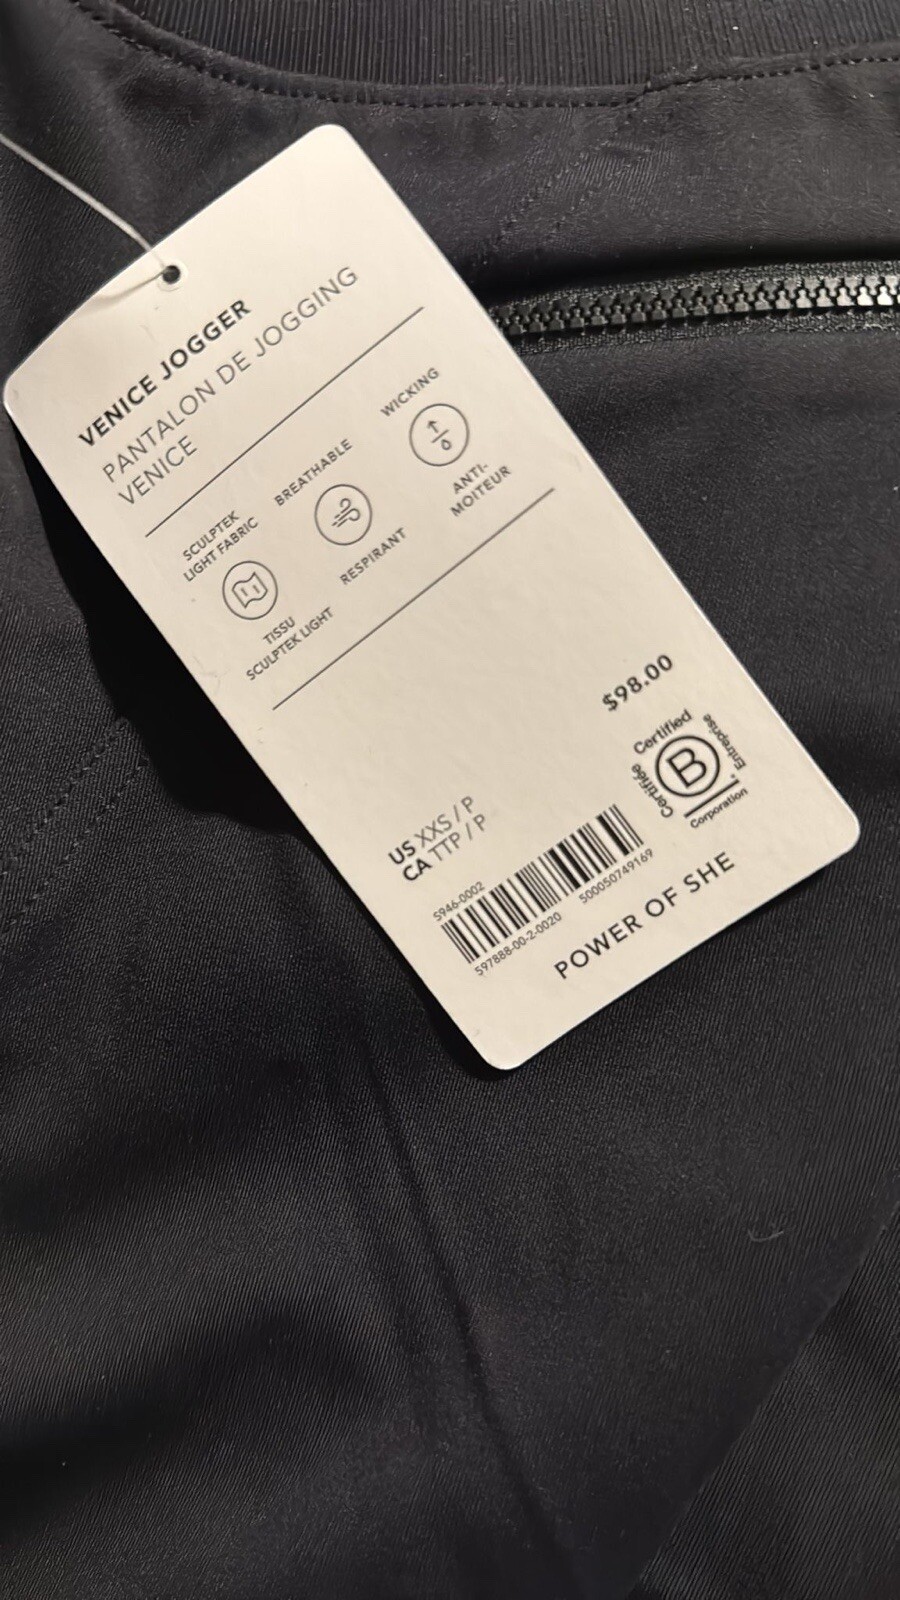 VENICE JOGGER
PANTALON DE JOGGING
VENICE
SCULPTEK
LIGHT FABRIC
TISSU
SCULPTEK LIGHT
BREATHABLE
RESPIRANT
WICKING
ANTI-
MOITEUR
$98.00
Certified
Certifiée
B
Entreprise
Corporation
US XXS / P
CA TTP / P
S946-0002
597888-00-2-0020
500050749169
POWER OF SHE